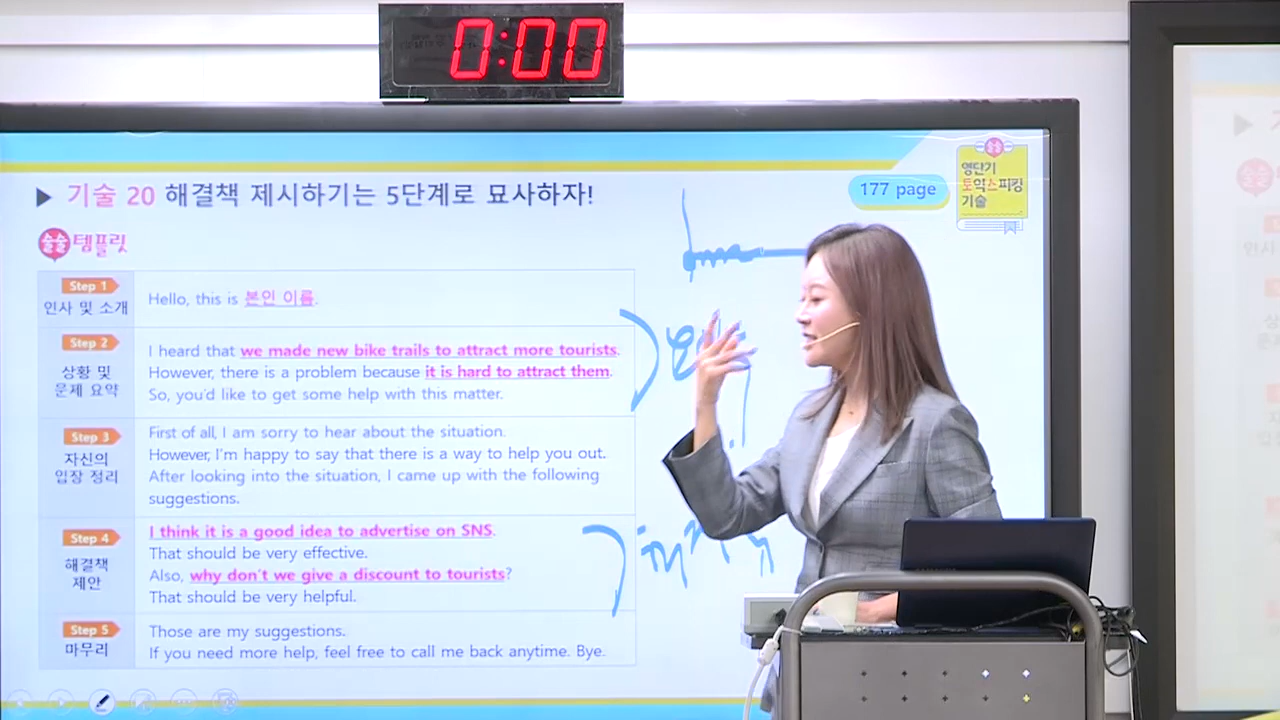 0:00
▶ 기술 20 해결책 제시하기는 5단계로 묘사하자!
177 page
술술
영단기
토익스피킹
기술
술술템플릿
Step 1
인사 및 소개
Hello, this is 본인 이름.
Step 2
상황 및
문제 요약
I heard that we made new bike trails to attract more tourists.
However, there is a problem because it is hard to attract them.
So, you'd like to get some help with this matter.
Step 3
자신의
입장 정리
First of all, I am sorry to hear about the situation.
However, I'm happy to say that there is a way to help you out.
After looking into the situation, I came up with the following
suggestions.
Step 4
해결책
제안
I think it is a good idea to advertise on SNS.
That should be very effective.
Also, why don't we give a discount to tourists?
That should be very helpful.
Step 5
마무리
Those are my suggestions.
If you need more help, feel free to call me back anytime. Bye.